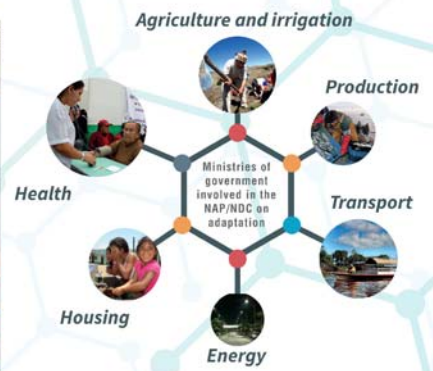 Agriculture and irrigation
Production
Ministries of
government
involved in the
NAP/NDC on
adaptation
Health
Transport
Housing
Energy